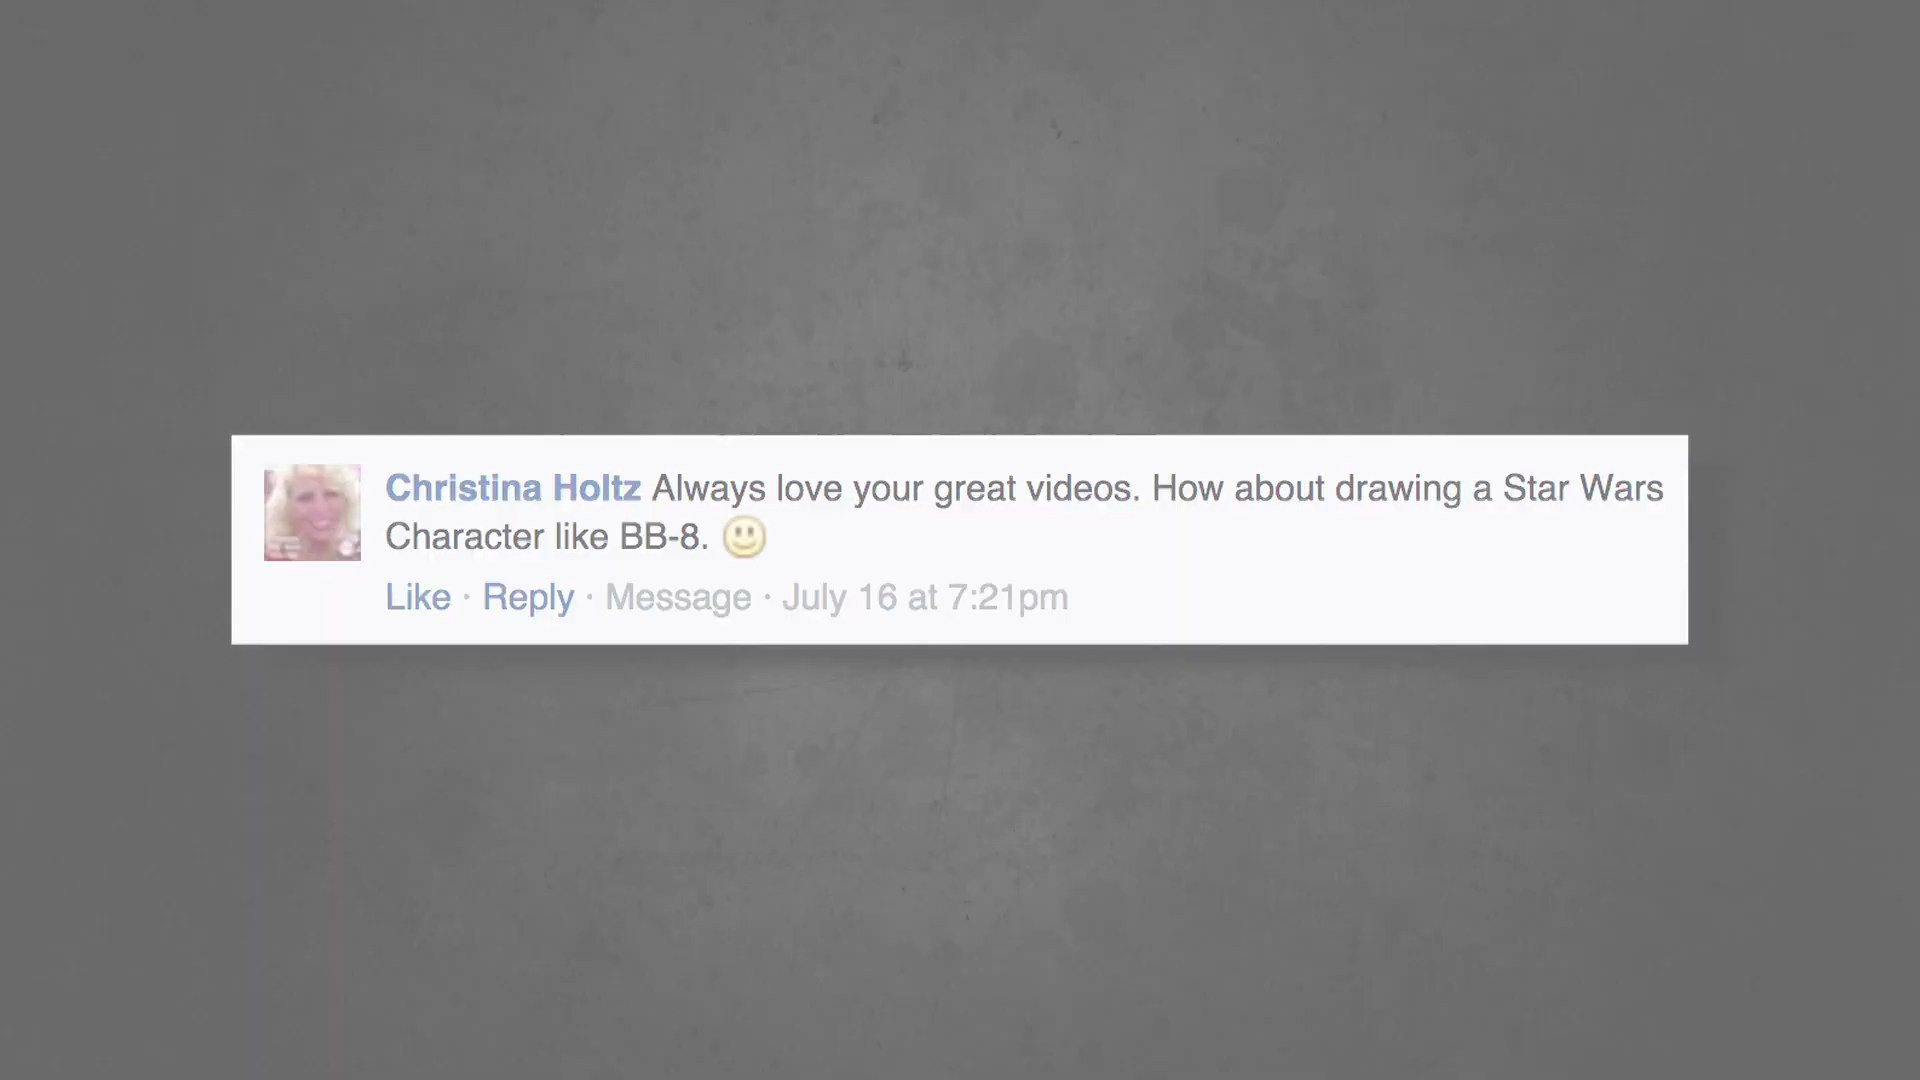 Christina Holtz Always love your great videos. How about drawing a Star Wars
Character like BB-8. 🙂
Like · Reply · Message · July 16 at 7:21pm